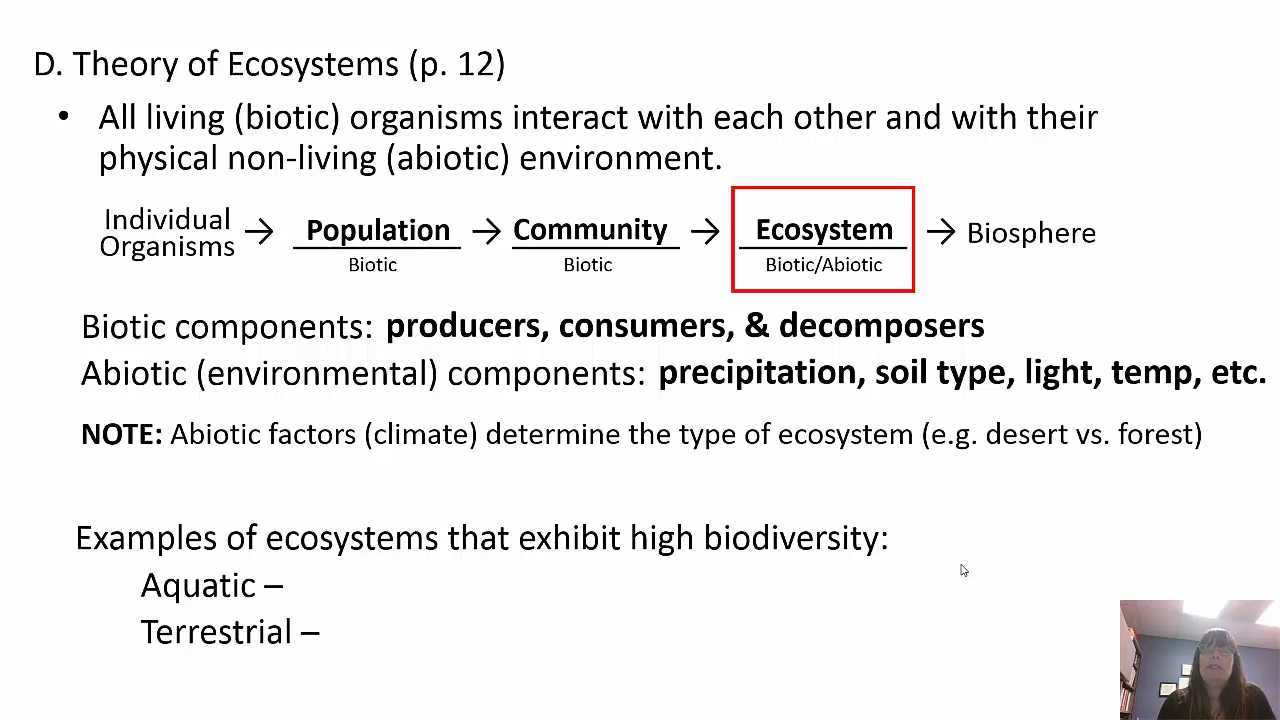 D. Theory of Ecosystems (p. 12)
• All living (biotic) organisms interact with each other and with their
physical non-living (abiotic) environment.
Individual
Organisms → Population → Community → Ecosystem → Biosphere
Biotic Biotic Biotic/Abiotic
Biotic components: producers, consumers, & decomposers
Abiotic (environmental) components: precipitation, soil type, light, temp, etc.
NOTE: Abiotic factors (climate) determine the type of ecosystem (e.g. desert vs. forest)
Examples of ecosystems that exhibit high biodiversity:
Aquatic –
Terrestrial –